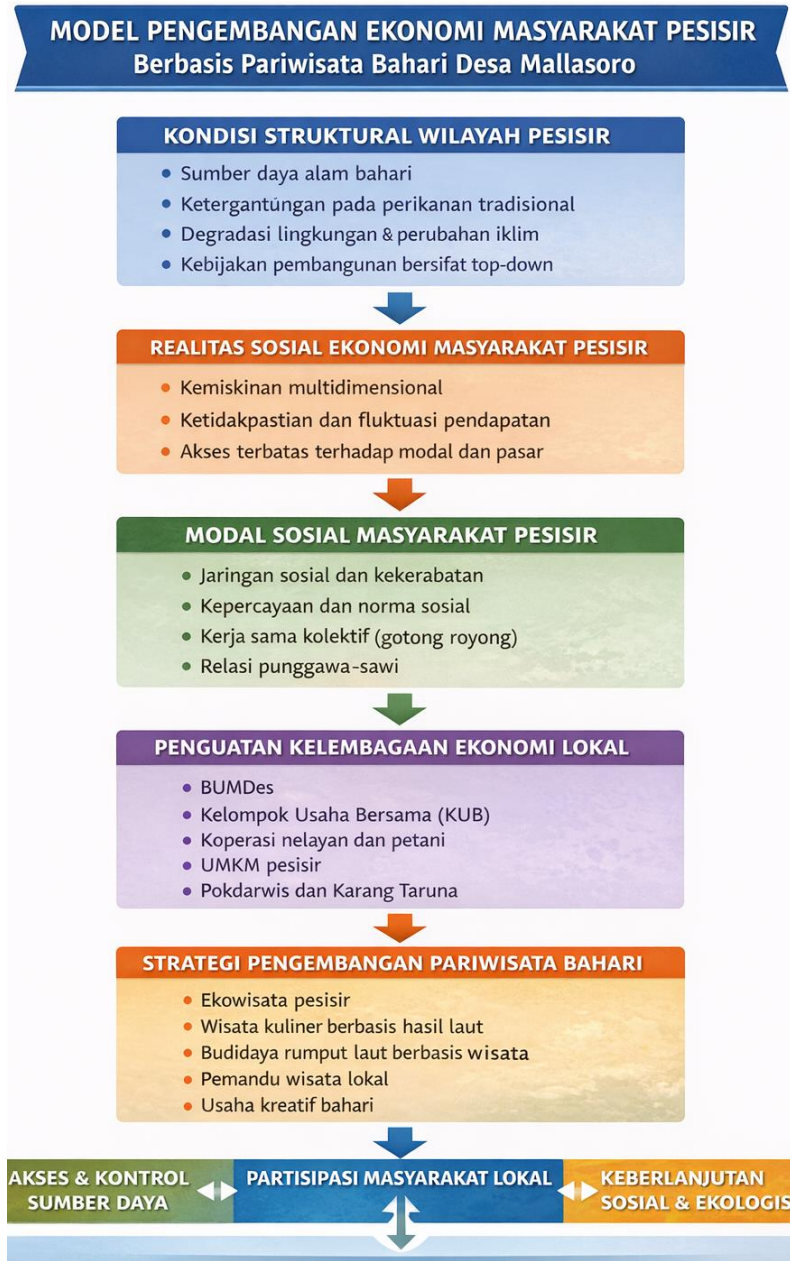 MODEL PENGEMBANGAN EKONOMI MASYARAKAT PESISIR
Berbasis Pariwisata Bahari Desa Mallasoro
KONDISI STRUKTURAL WILAYAH PESISIR
• Sumber daya alam bahari
• Ketergantungan pada perikanan tradisional
• Degradasi lingkungan & perubahan iklim
• Kebijakan pembangunan bersifat top-down
REALITAS SOSIAL EKONOMI MASYARAKAT PESISIR
• Kemiskinan multidimensional
• Ketidakpastian dan fluktuasi pendapatan
• Akses terbatas terhadap modal dan pasar
MODAL SOSIAL MASYARAKAT PESISIR
• Jaringan sosial dan kekerabatan
• Kepercayaan dan norma sosial
• Kerja sama kolektif (gotong royong)
• Relasi punggawa-sawi
PENGUATAN KELEMBAGAAN EKONOMI LOKAL
• BUMDes
• Kelompok Usaha Bersama (KUB)
• Koperasi nelayan dan petani
• UMKM pesisir
• Pokdarwis dan Karang Taruna
STRATEGI PENGEMBANGAN PARIWISATA BAHARI
• Ekowisata pesisir
• Wisata kuliner berbasis hasil laut
• Budidaya rumput laut berbasis wisata
• Pemandu wisata lokal
• Usaha kreatif bahari
AKSES & KONTROL
SUMBER DAYA
PARTISIPASI MASYARAKAT LOKAL
KEBERLANJUTAN
SOSIAL & EKOLOGIS